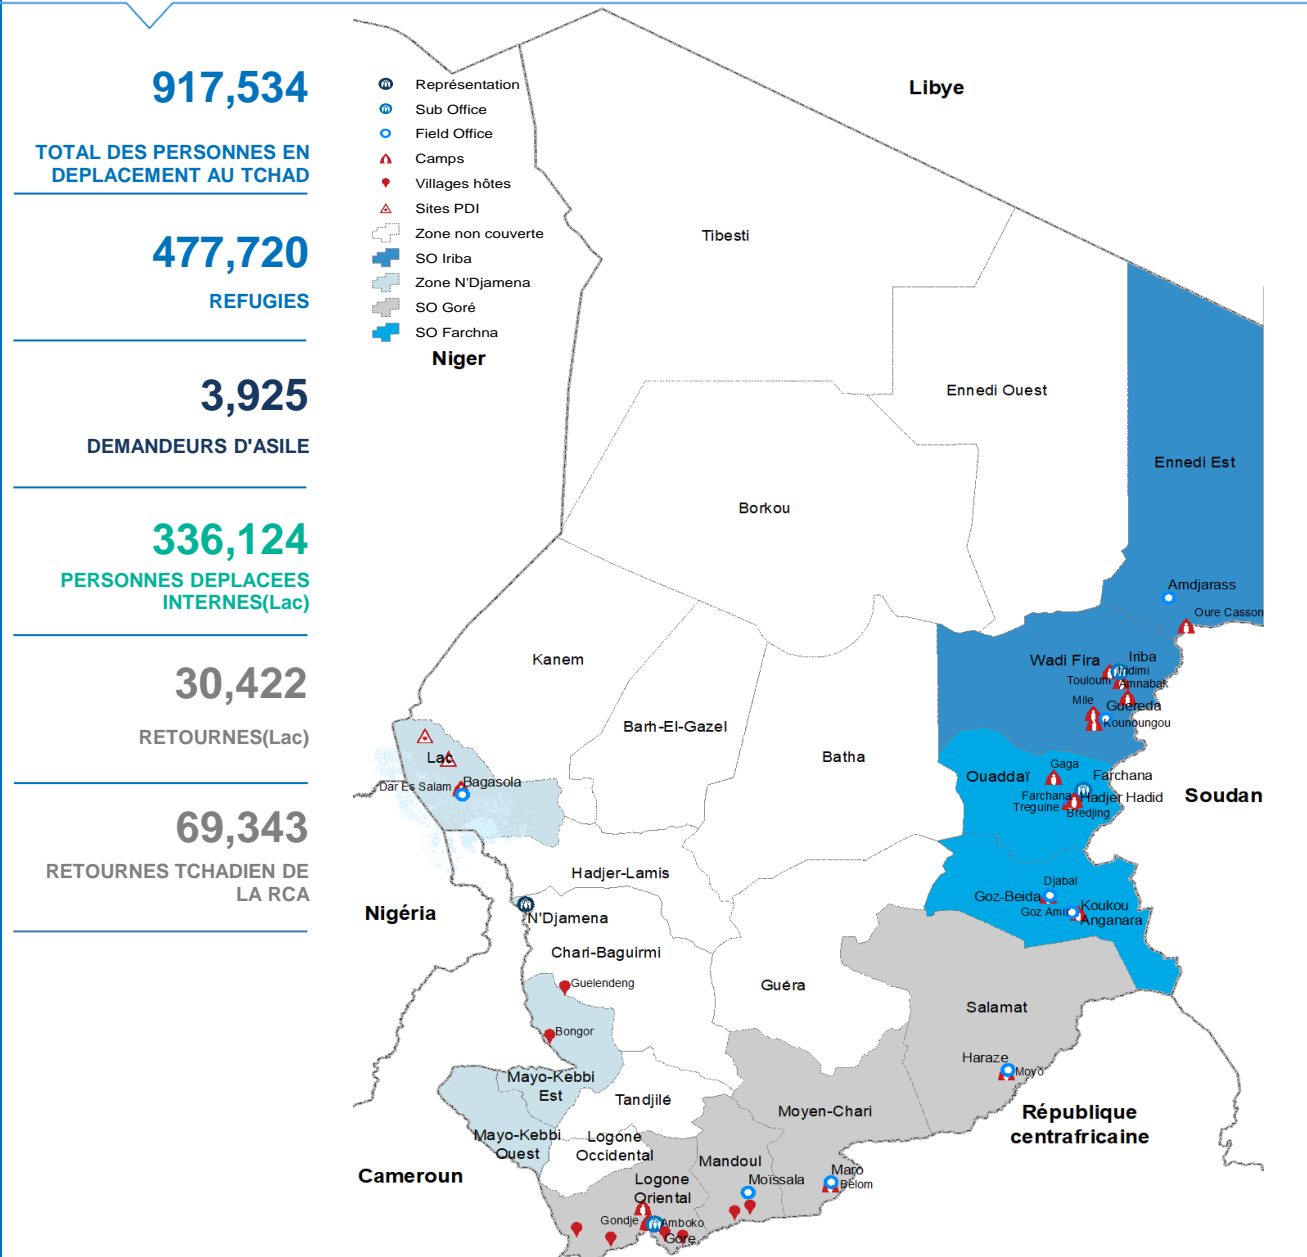 917,534
TOTAL DES PERSONNES EN
DEPLACEMENT AU TCHAD
477,720
REFUGIES
3,925
DEMANDEURS D'ASILE
336,124
PERSONNES DEPLACEES
INTERNES(Lac)
30,422
RETOURNES(Lac)
69,343
RETOURNES TCHADIEN DE
LA RCA
Représentation
Sub Office
Field Office
Camps
Villages hôtes
Sites PDI
Zone non couverte
SO Iriba
Zone N'Djamena
SO Goré
SO Farchna
Libye
Niger
Tibesti
Ennedi Ouest
Ennedi Est
Borkou
Amdjarass
Oure Casson
Kanem
Wadi Fira
Iriba
Iridimi
Touloum
Amnabak
Mile
Guereda
Kounoungou
Barh-El-Gazel
Batha
Lac
Bagasola
Dar Es Salam
Ouaddaï
Gaga
Farchana
Farchana
Hadjer Hadid
Treguine
Bredjing
Soudan
Hadjer-Lamis
Djabal
Goz-Beida
Goz Amir
Koukou
Anganara
Nigéria
N'Djamena
Chari-Baguirmi
Guelendeng
Guéra
Salamat
Bongor
Haraze
Moyo
Mayo-Kebbi
Est
Tandjilé
Moyen-Chari
République
centrafricaine
Mayo-Kebbi
Ouest
Logone
Occidental
Mandoul
Cameroun
Logone
Oriental
Moïssala
Maro
Belom
Gondje
Amboko
Gore